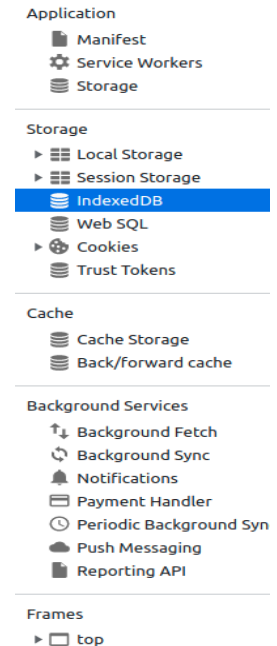 Application
Manifest
Service Workers
Storage
Storage
Local Storage
Session Storage
IndexedDB
Web SQL
Cookies
Trust Tokens
Cache
Cache Storage
Back/forward cache
Background Services
Background Fetch
Background Sync
Notifications
Payment Handler
Periodic Background Syn
Push Messaging
Reporting API
Frames
top